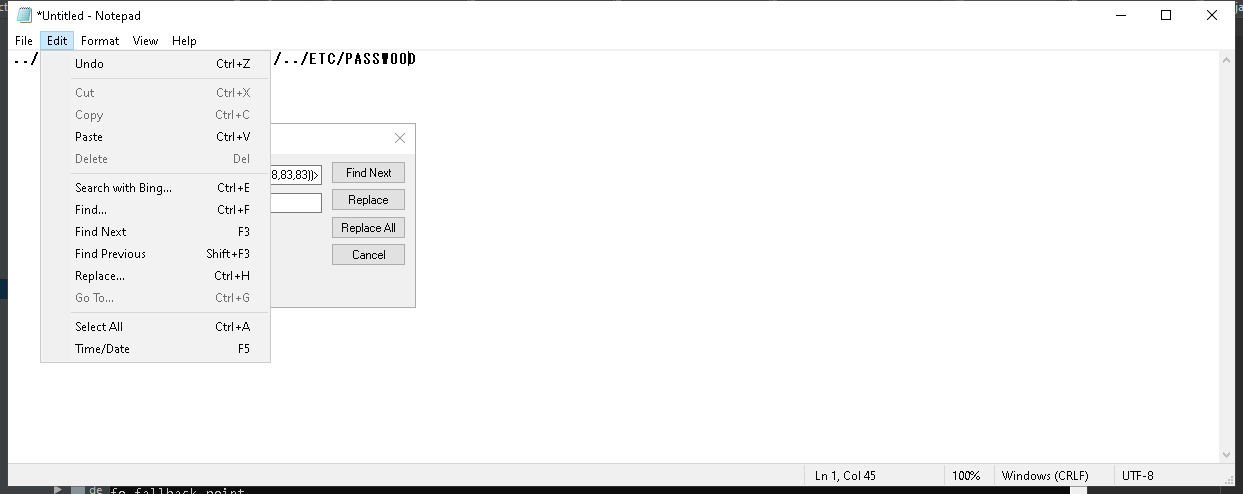 *Untitled - Notepad
File Edit Format View Help
../ /../ETC/PASSWOOD
Undo Ctrl+Z
Cut Ctrl+X
Copy Ctrl+C
Paste Ctrl+V
Delete Del
Search with Bing... Ctrl+E
Find... Ctrl+F
Find Next F3
Find Previous Shift+F3
Replace... Ctrl+H
Go To... Ctrl+G
Select All Ctrl+A
Time/Date F5
8,83,83))>
Find Next
Replace
Replace All
Cancel
Ln 1, Col 45 100% Windows (CRLF) UTF-8